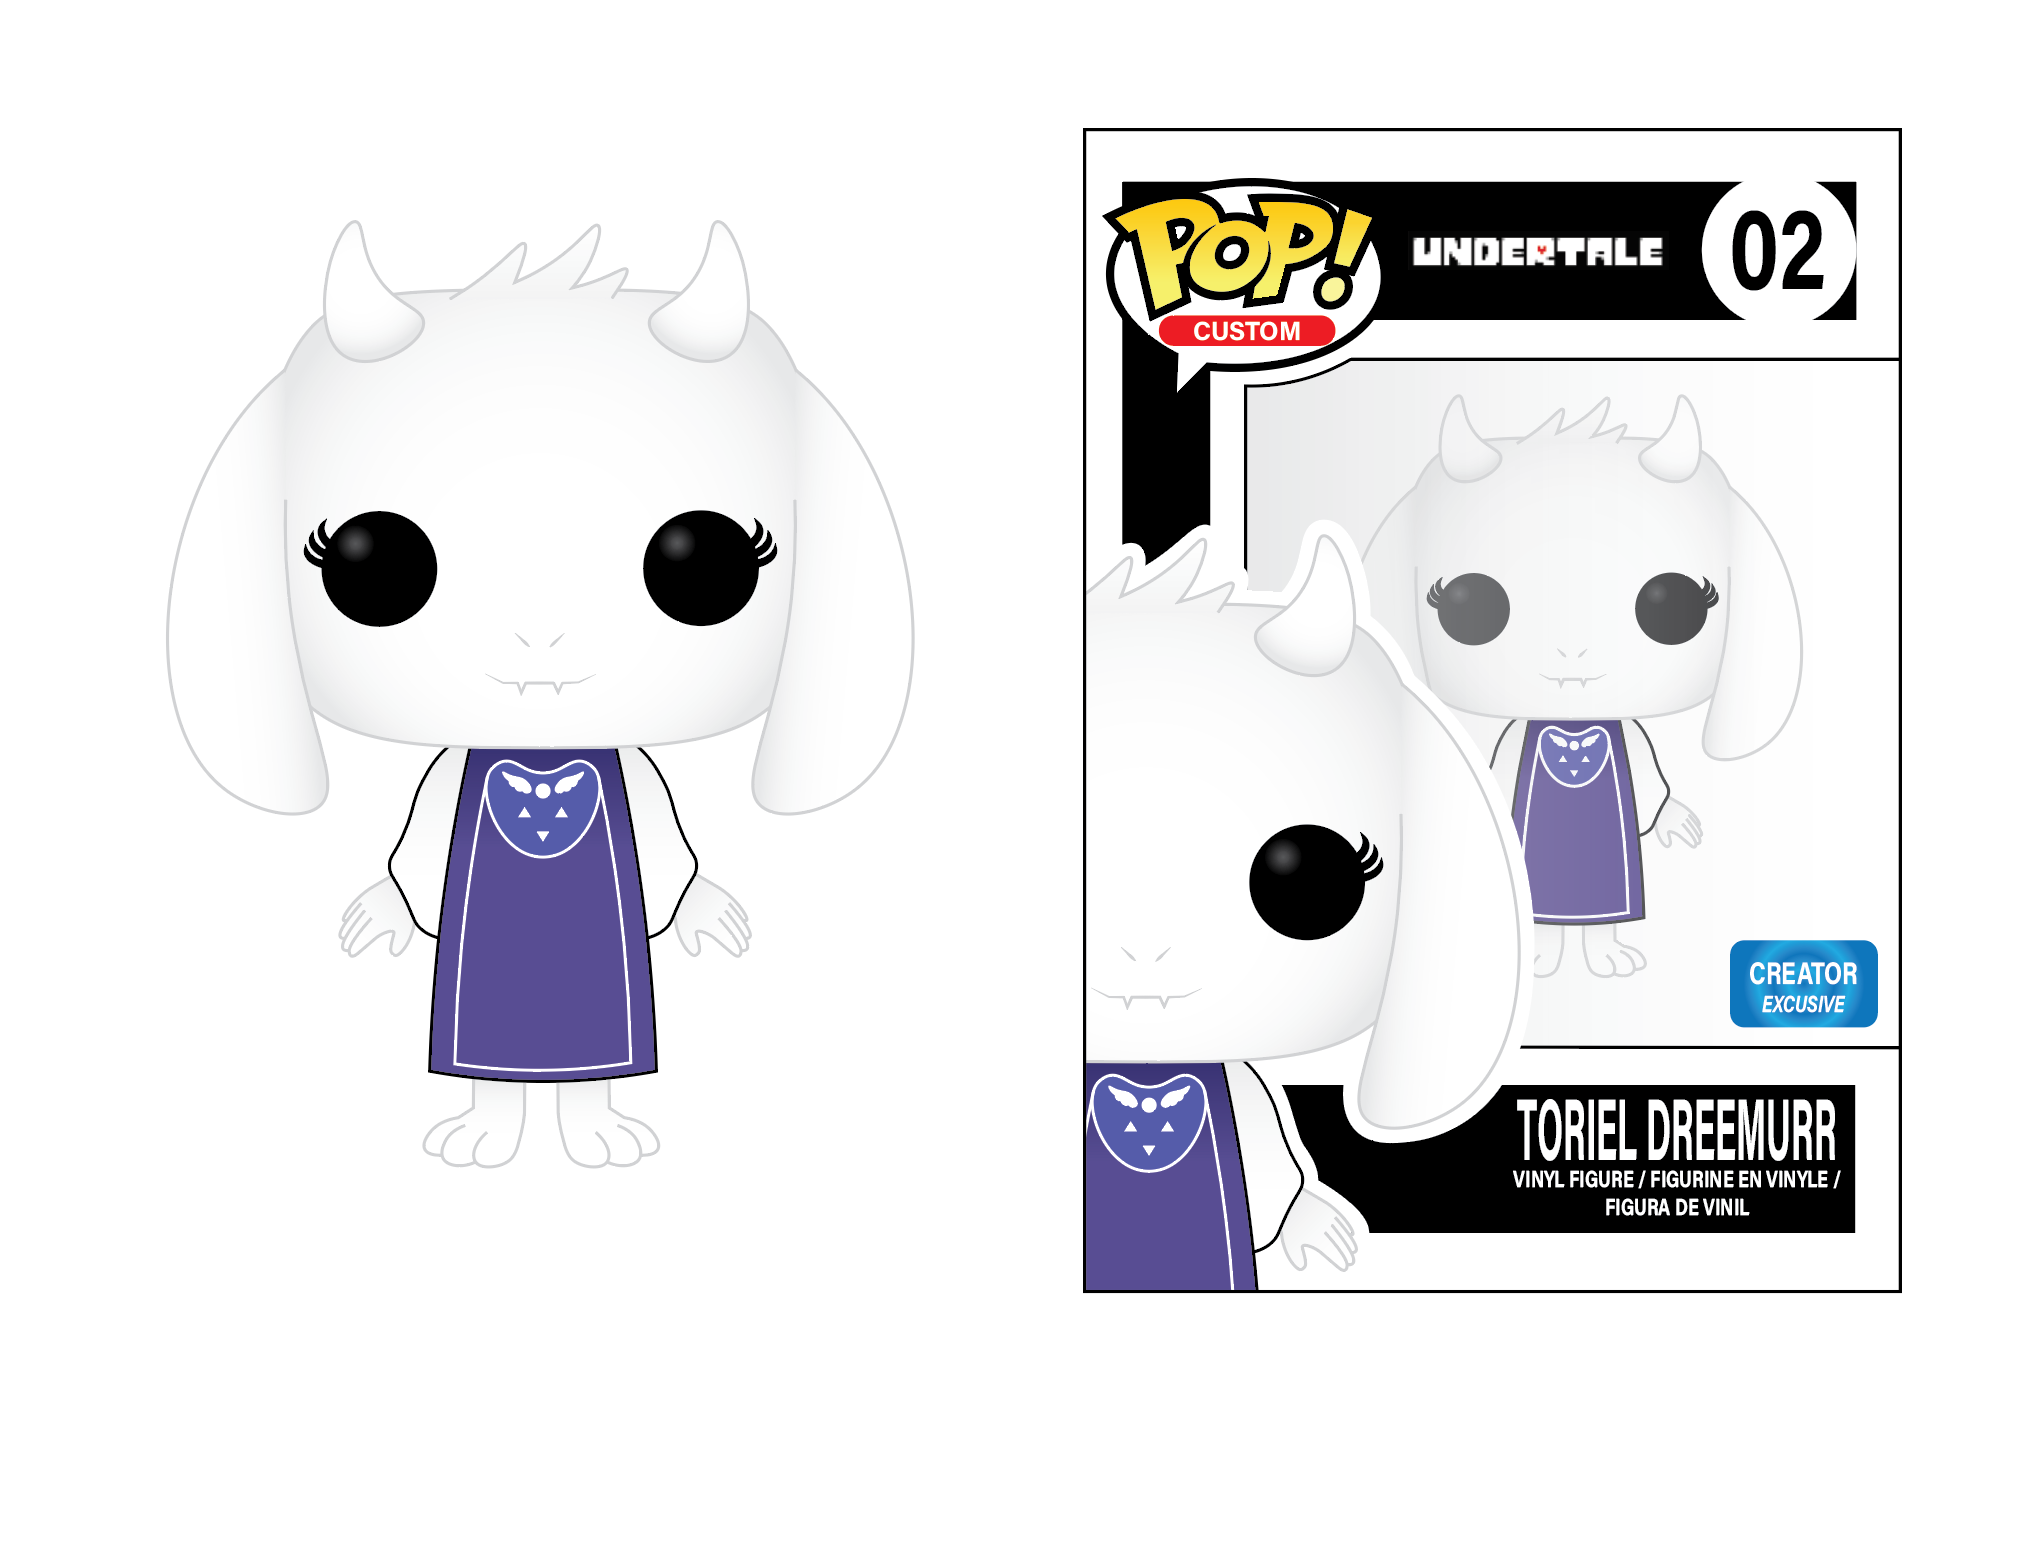 POP!
CUSTOM
UNDERTALE
02
CREATOR
EXCUSIVE
TORIEL DREEMURR
VINYL FIGURE / FIGURINE EN VINYLE /
FIGURA DE VINIL